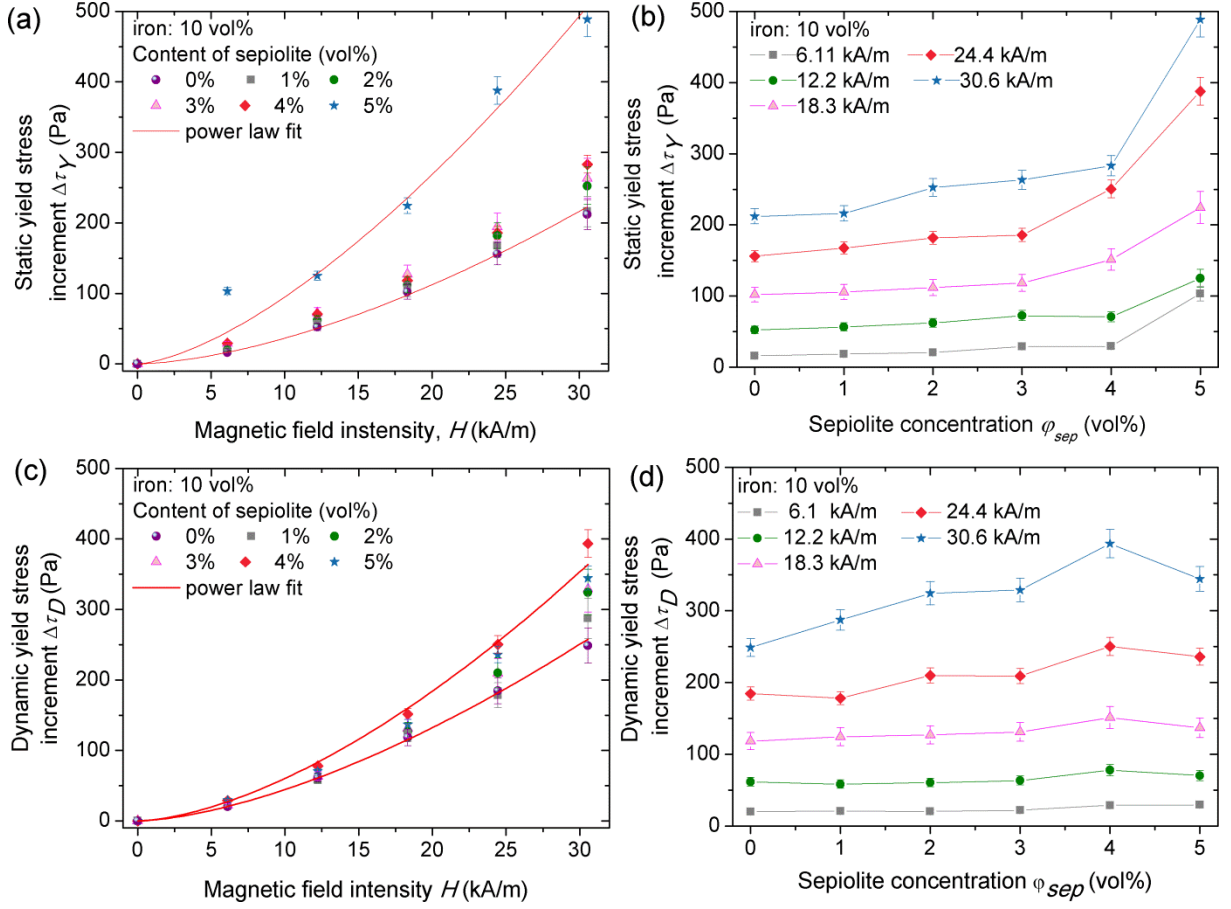 (a)
iron: 10 vol%
Content of sepiolite (vol%)
0% 1% 2%
3% 4% 5%
power law fit
500
400
300
200
100
0
0 5 10 15 20 25 30
Static yield stress
increment Δτ_Y (Pa)
Magnetic field instensity, H (kA/m)
(b)
iron: 10 vol%
6.11 kA/m 24.4 kA/m
12.2 kA/m 30.6 kA/m
18.3 kA/m
500
400
300
200
100
0
0 1 2 3 4 5
Static yield stress
increment Δτ_Y (Pa)
Sepiolite concentration φ_sep (vol%)
(c)
iron: 10 vol%
Content of sepiolite (vol%)
0% 1% 2%
3% 4% 5%
power law fit
500
400
300
200
100
0
0 5 10 15 20 25 30
Dynamic yield stress
increment Δτ_D (Pa)
Magnetic field intensity H (kA/m)
(d)
iron: 10 vol%
6.1 kA/m 24.4 kA/m
12.2 kA/m 30.6 kA/m
18.3 kA/m
500
400
300
200
100
0
0 1 2 3 4 5
Dynamic yield stress
increment Δτ_D (Pa)
Sepiolite concentration φ_sep (vol%)